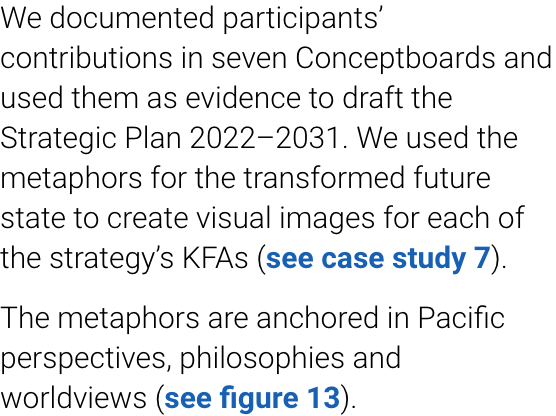 We documented participants’
contributions in seven Conceptboards and
used them as evidence to draft the
Strategic Plan 2022–2031. We used the
metaphors for the transformed future
state to create visual images for each of
the strategy’s KFAs (see case study 7).
The metaphors are anchored in Pacific
perspectives, philosophies and
worldviews (see figure 13).